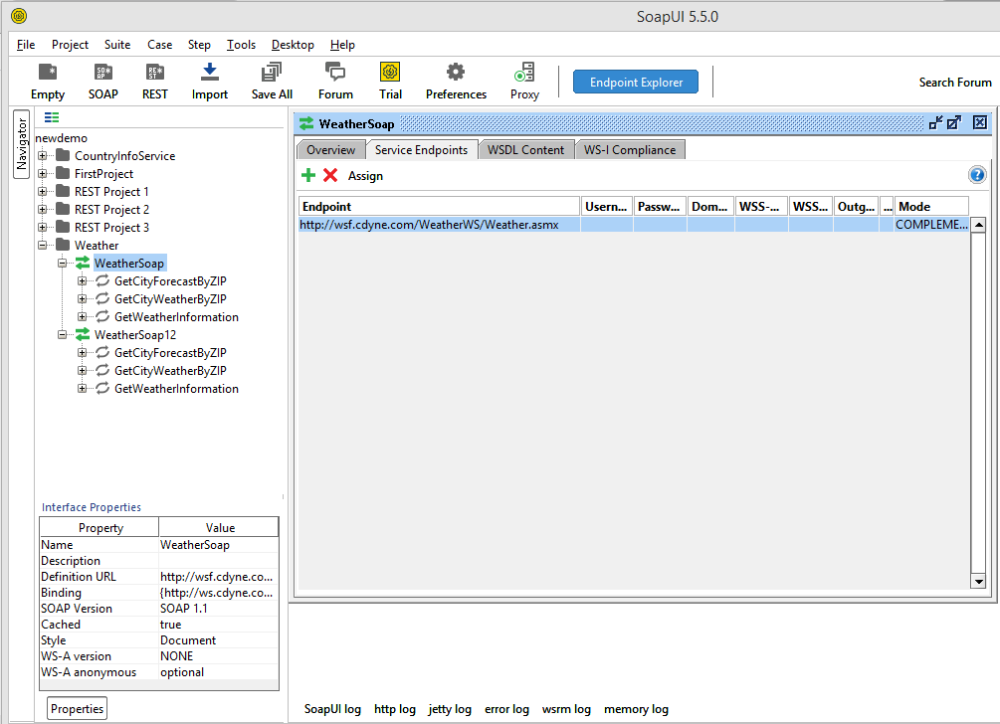 SoapUI 5.5.0
File Project Suite Case Step Tools Desktop Help
SO AP RE ST
Empty SOAP REST Import Save All Forum Trial Preferences Proxy Endpoint Explorer Search Forum
Navigator
newdemo
CountryInfoService
FirstProject
REST Project 1
REST Project 2
REST Project 3
Weather
WeatherSoap
GetCityForecastByZIP
GetCityWeatherByZIP
GetWeatherInformation
WeatherSoap12
GetCityForecastByZIP
GetCityWeatherByZIP
GetWeatherInformation
WeatherSoap
Overview Service Endpoints WSDL Content WS-I Compliance
Assign ?
Endpoint Usern... Passw... Dom... WSS-... WSS... Outg... ... Mode
http://wsf.cdyne.com/WeatherWS/Weather.asmx COMPLEME...
Interface Properties
Property Value
Name WeatherSoap
Description
Definition URL http://wsf.cdyne.co...
Binding {http://ws.cdyne.co...
SOAP Version SOAP 1.1
Cached true
Style Document
WS-A version NONE
WS-A anonymous optional
Properties
SoapUI log http log jetty log error log wsrm log memory log